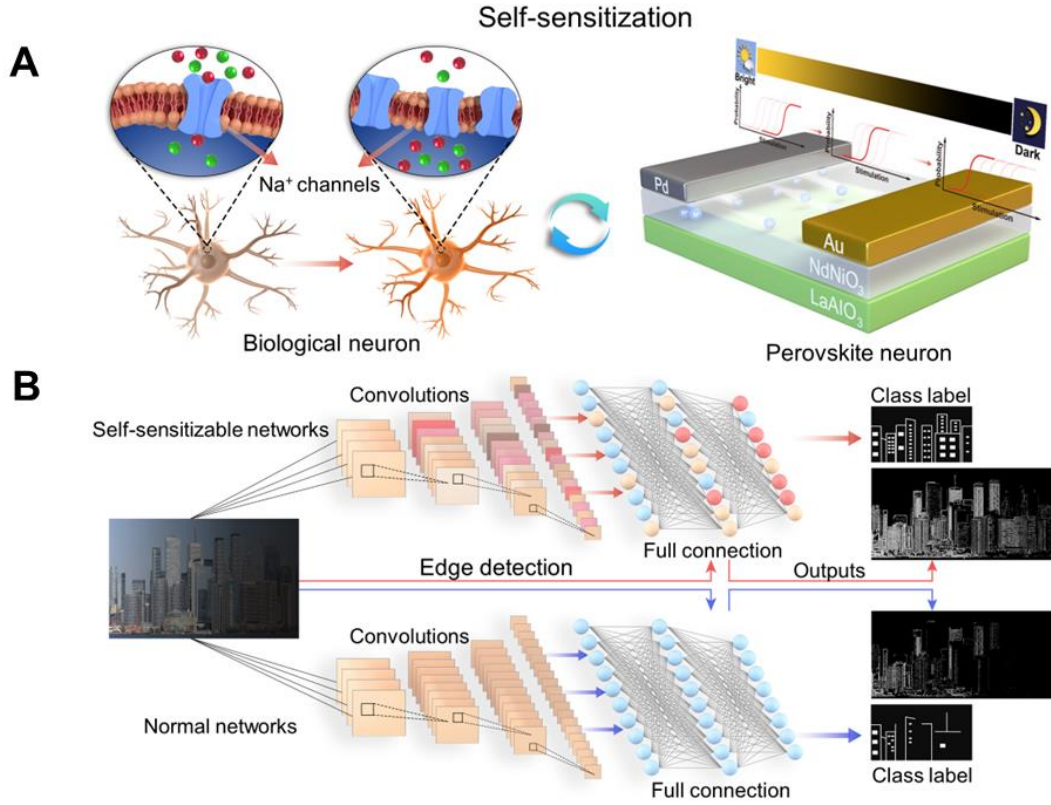 Self-sensitization
A
Na⁺ channels
Biological neuron
Bright
Dark
Probability
Stimulation
Probability
Stimulation
Probability
Stimulation
Pd
Au
NdNiO₃
LaAlO₃
Perovskite neuron
B
Convolutions
Self-sensitizable networks
Class label
Full connection
Edge detection
Outputs
Convolutions
Normal networks
Full connection
Class label